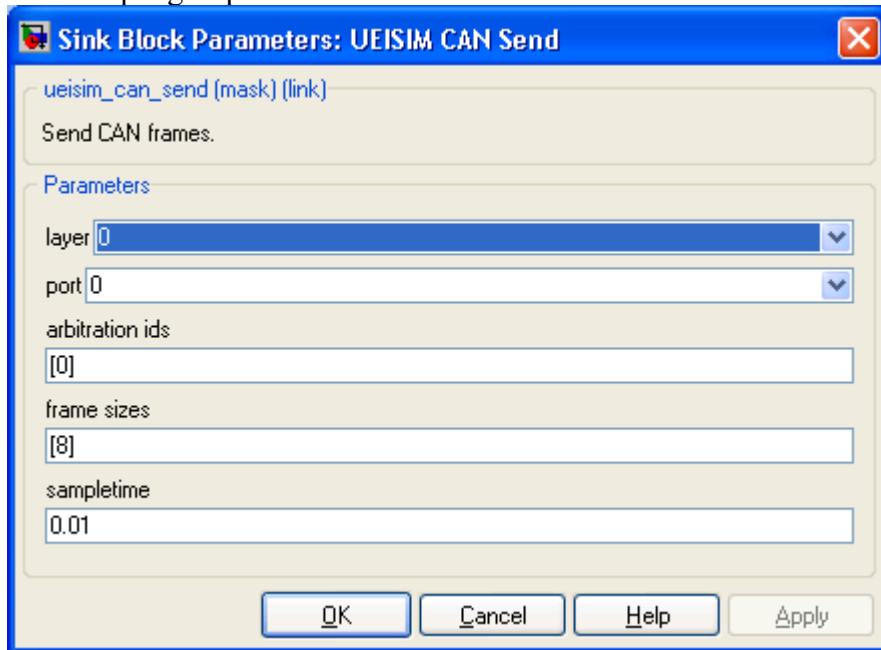 Sink Block Parameters: UEISIM CAN Send
ueisim_can_send (mask) (link)
Send CAN frames.
Parameters
layer 0
port 0
arbitration ids
[0]
frame sizes
[8]
sampletime
0.01
OK Cancel Help Apply